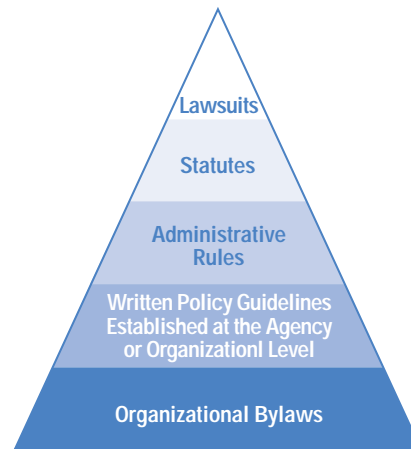 Lawsuits
Statutes
Administrative
Rules
Written Policy Guidelines
Established at the Agency
or Organizationl Level
Organizational Bylaws